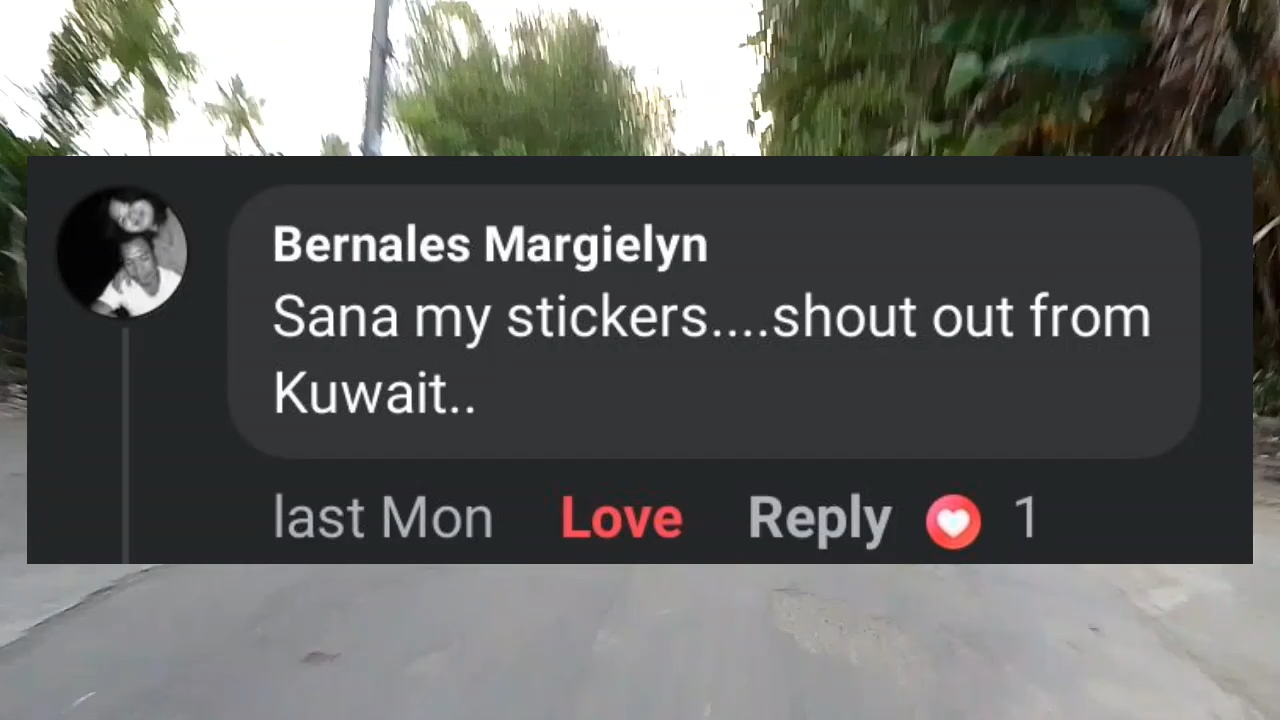 Bernales Margielyn
Sana my stickers....shout out from
Kuwait..
last Mon Love Reply 1